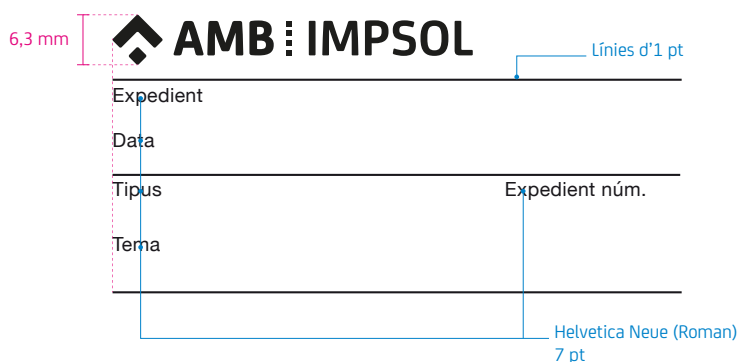 6,3 mm
AMB IMPSOL
Línies d'1 pt
Expedient
Data
Tipus Expedient núm.
Tema
Helvetica Neue (Roman)
7 pt